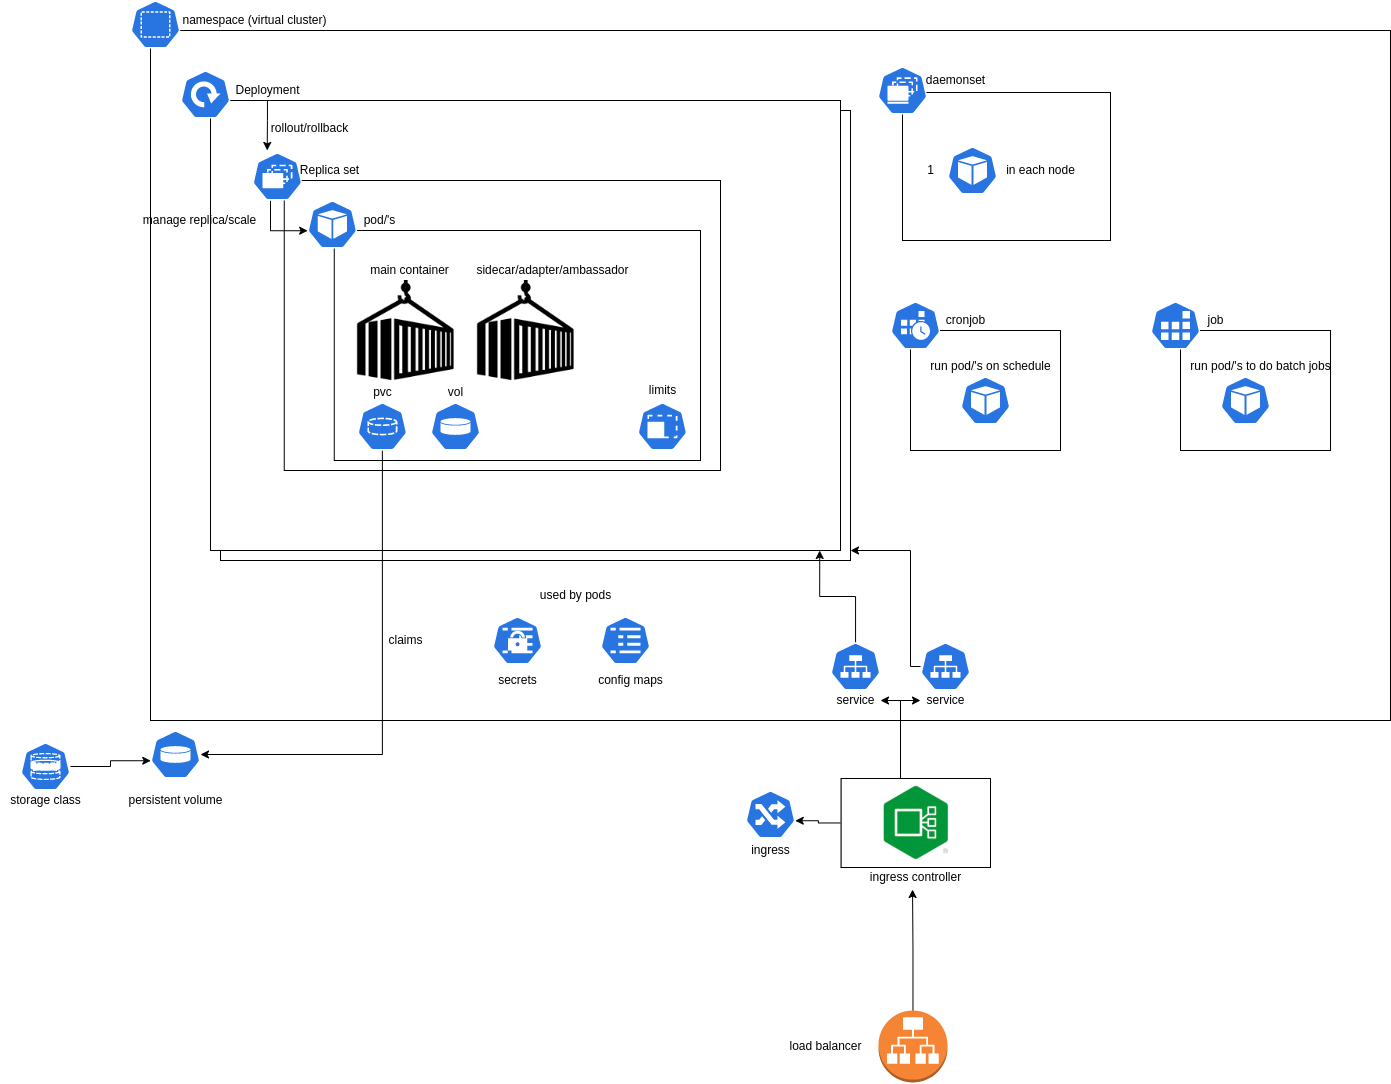 namespace (virtual cluster)
Deployment
daemonset
rollout/rollback
Replica set
1
in each node
manage replica/scale
pod/'s
main container
sidecar/adapter/ambassador
cronjob
job
run pod/'s on schedule
run pod/'s to do batch jobs
pvc
vol
limits
used by pods
claims
secrets
config maps
service
service
storage class
persistent volume
ingress
ingress controller
load balancer